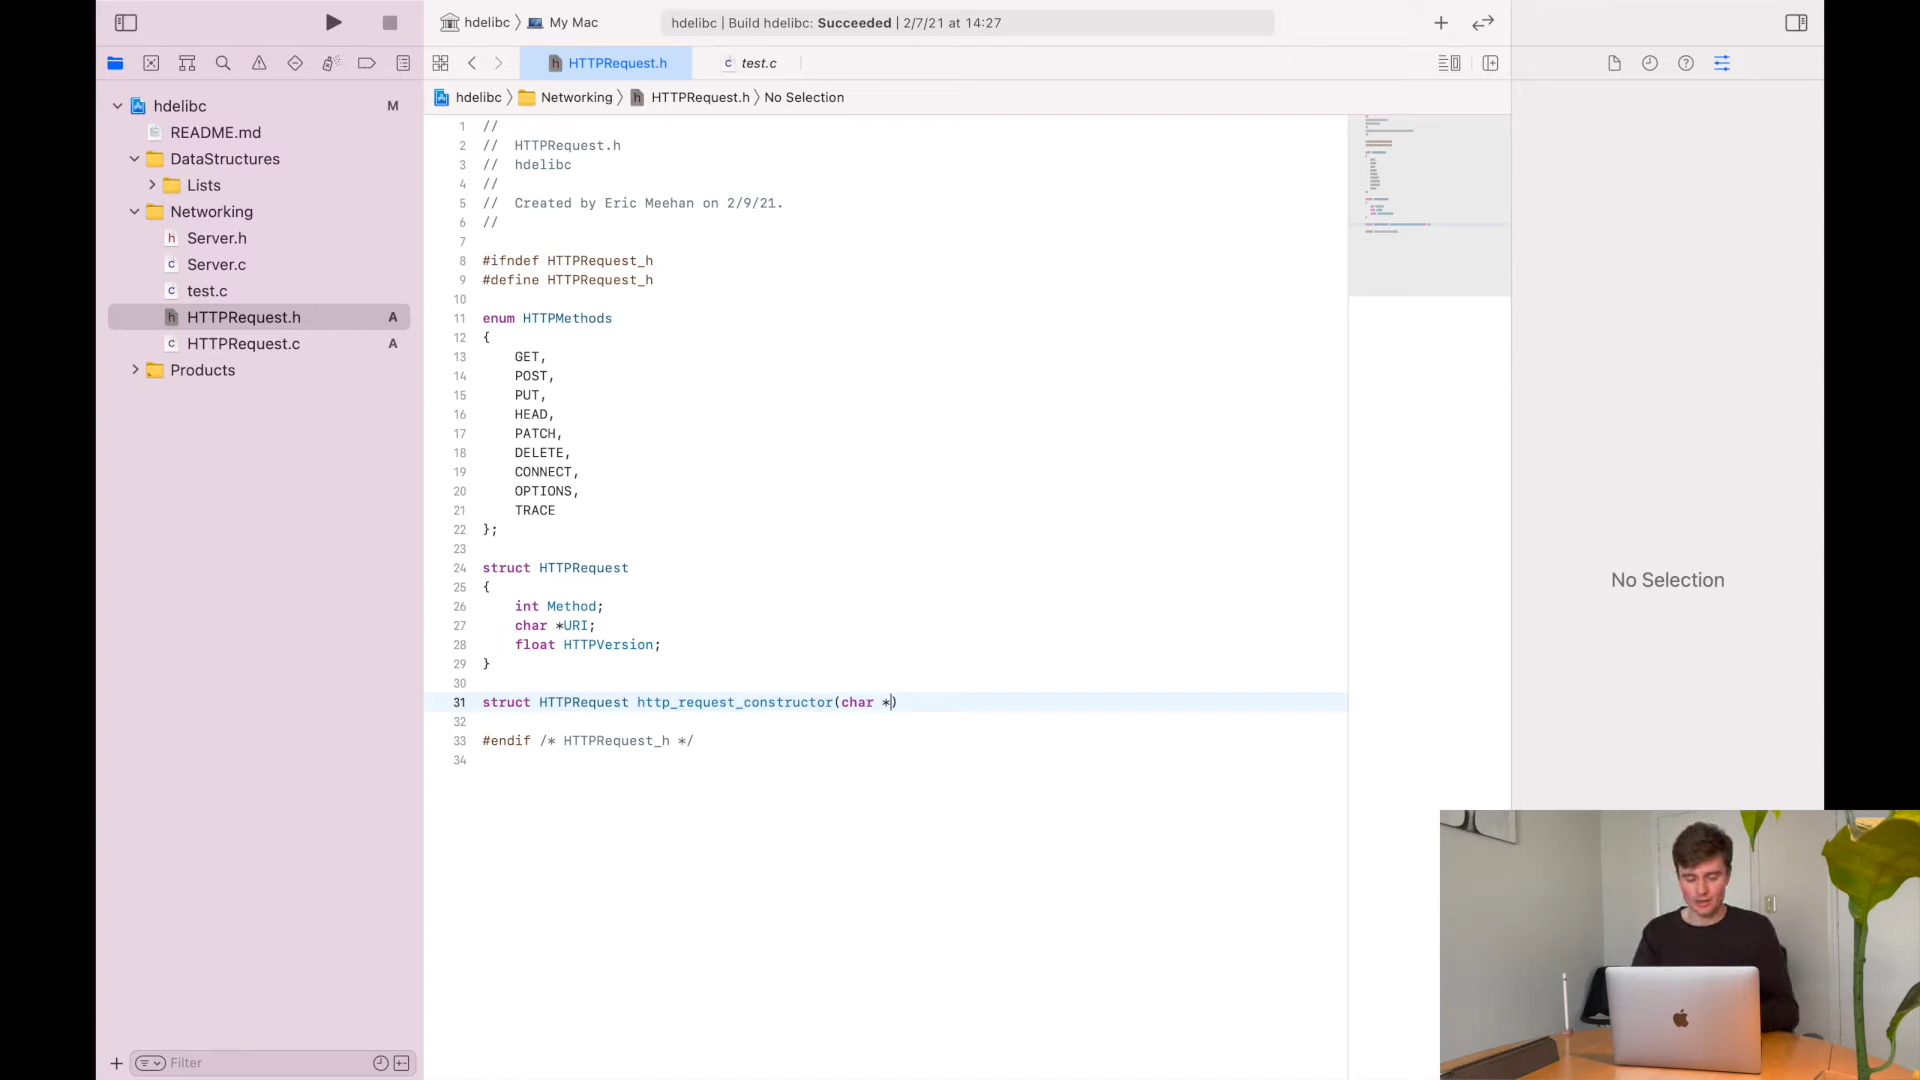 hdelibc
My Mac
hdelibc | Build hdelibc: Succeeded | 2/7/21 at 14:27
HTTPRequest.h
test.c
hdelibc
Networking
HTTPRequest.h
No Selection
hdelibc M
README.md
DataStructures
Lists
Networking
Server.h
Server.c
test.c
HTTPRequest.h A
HTTPRequest.c A
Products
1 //
2 // HTTPRequest.h
3 // hdelibc
4 //
5 // Created by Eric Meehan on 2/9/21.
6 //
7
8 #ifndef HTTPRequest_h
9 #define HTTPRequest_h
10
11 enum HTTPMethods
12 {
13 GET,
14 POST,
15 PUT,
16 HEAD,
17 PATCH,
18 DELETE,
19 CONNECT,
20 OPTIONS,
21 TRACE
22 };
23
24 struct HTTPRequest
25 {
26 int Method;
27 char *URI;
28 float HTTPVersion;
29 }
30
31 struct HTTPRequest http_request_constructor(char *)
32
33 #endif /* HTTPRequest_h */
34
No Selection
Filter